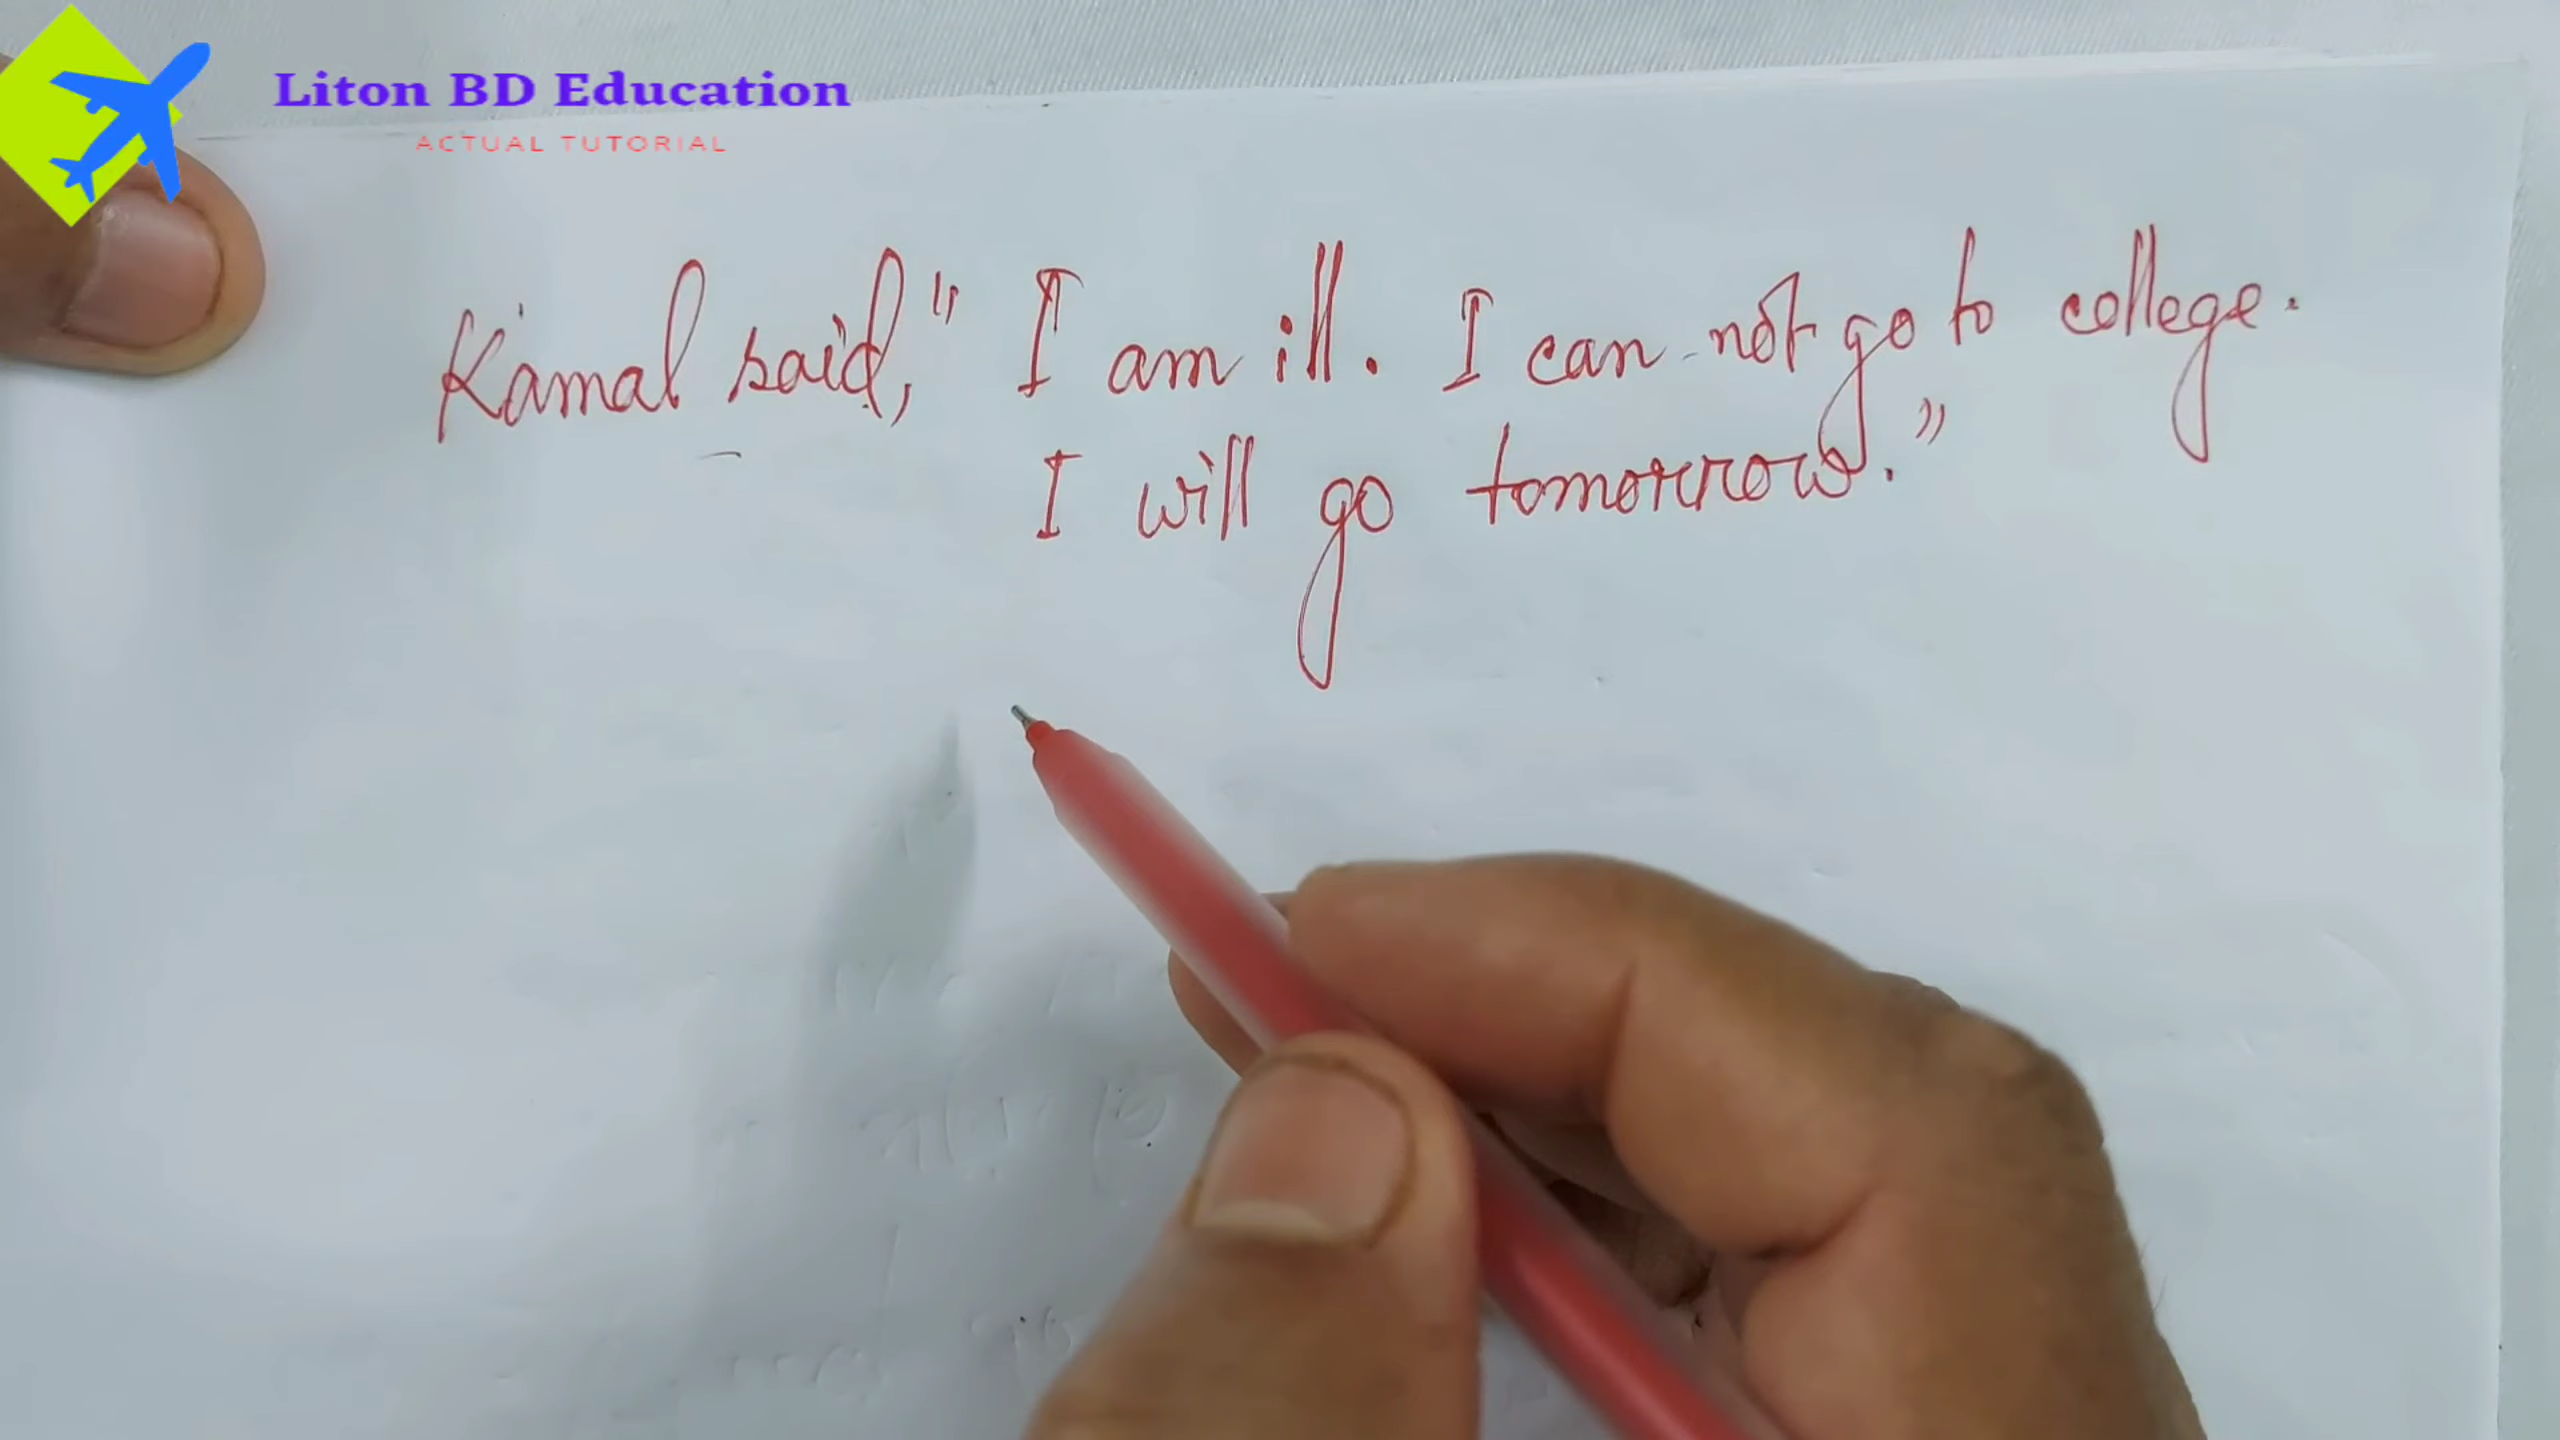 Liton BD Education
ACTUAL TUTORIAL
Kamal said," I am ill. I can not go to college.
I will go tomorrow."